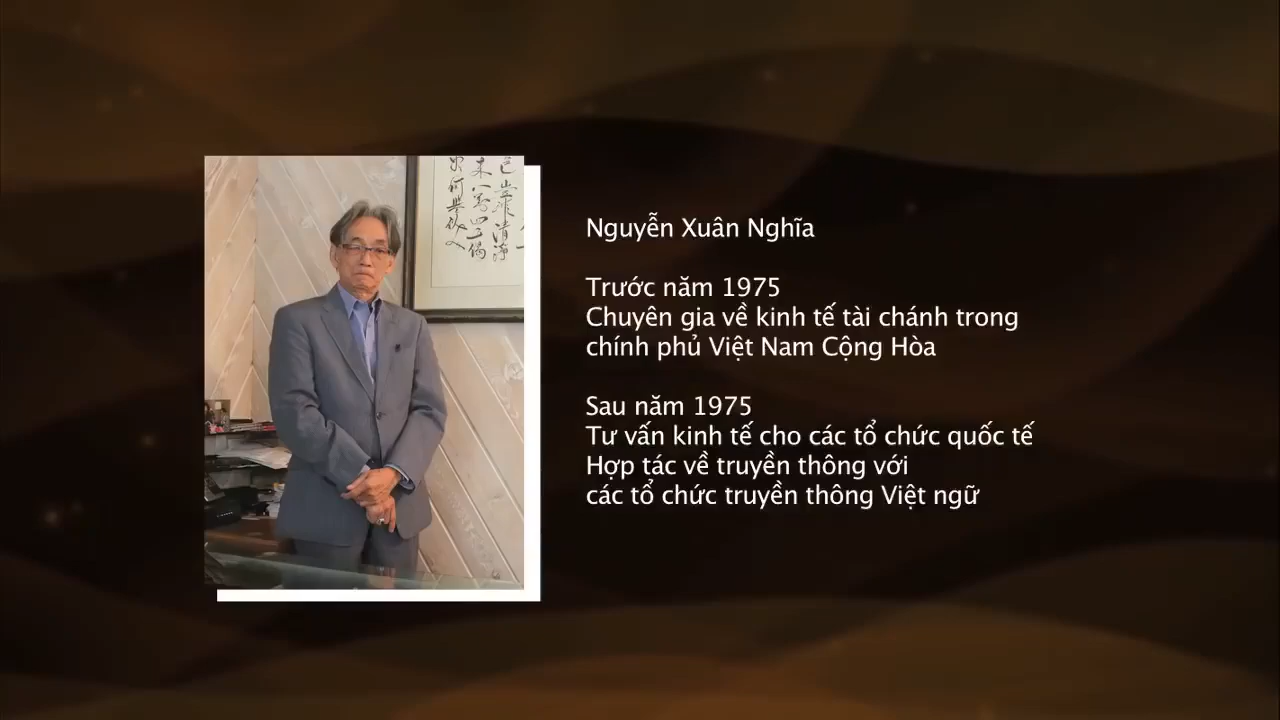 Nguyễn Xuân Nghĩa
Trước năm 1975
Chuyên gia về kinh tế tài chánh trong
chính phủ Việt Nam Cộng Hòa
Sau năm 1975
Tư vấn kinh tế cho các tổ chức quốc tế
Hợp tác về truyền thông với
các tổ chức truyền thông Việt ngữ